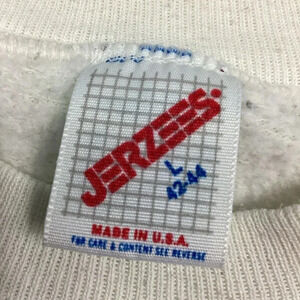 JERZEES
L
42-44
MADE IN U.S.A.
FOR CARE & CONTENT SEE REVERSE